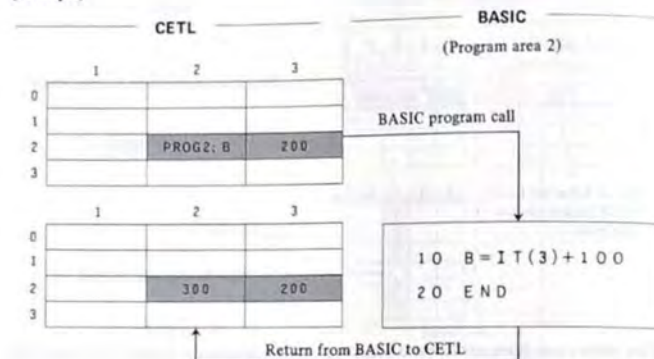 CETL
BASIC
(Program area 2)
1 2 3
0
1
2 PROG2; B 200
3
BASIC program call
1 2 3
0
1
2 300 200
3
10 B=IT(3)+100
20 END
Return from BASIC to CETL